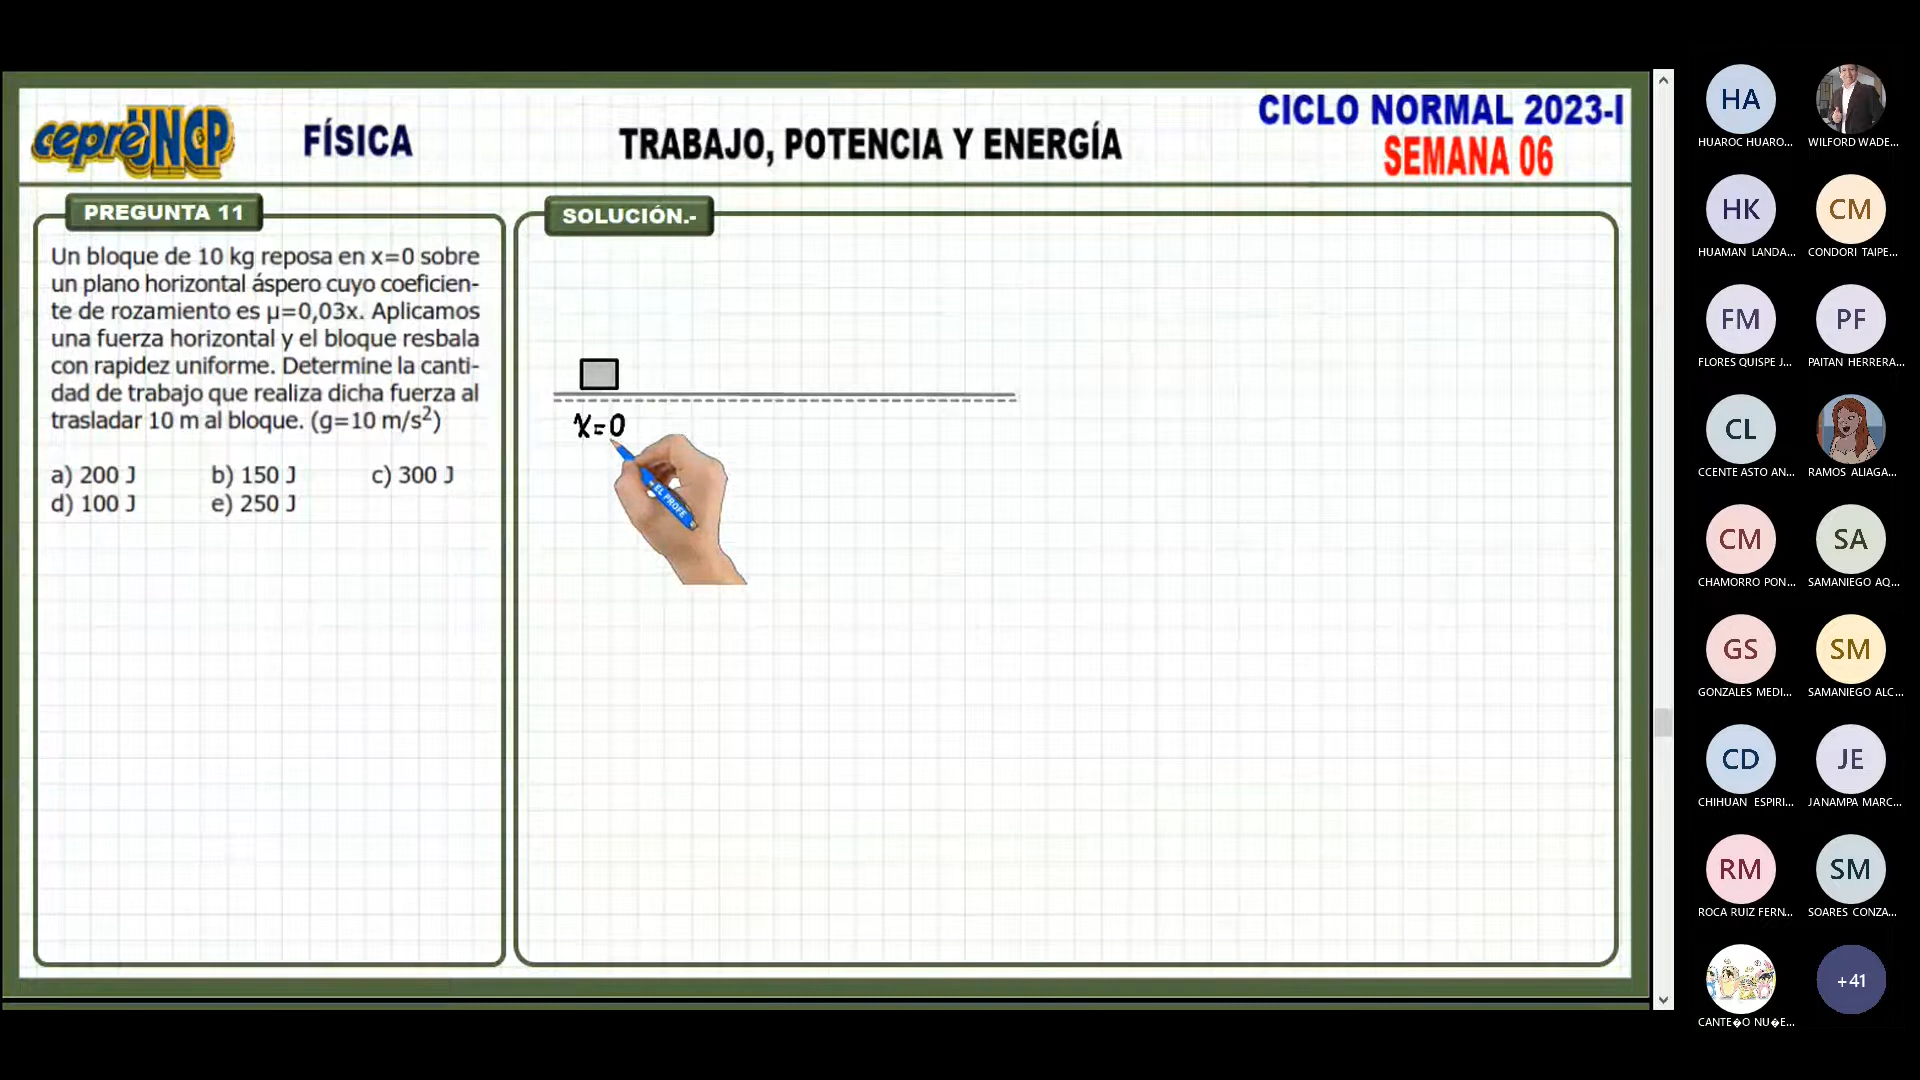 cepreUNCP
FÍSICA
TRABAJO, POTENCIA Y ENERGÍA
CICLO NORMAL 2023-I
SEMANA 06
PREGUNTA 11
Un bloque de 10 kg reposa en x=0 sobre
un plano horizontal áspero cuyo coeficien-
te de rozamiento es μ=0,03x. Aplicamos
una fuerza horizontal y el bloque resbala
con rapidez uniforme. Determine la canti-
dad de trabajo que realiza dicha fuerza al
trasladar 10 m al bloque. (g=10 m/s²)
a) 200 J b) 150 J c) 300 J
d) 100 J e) 250 J
SOLUCIÓN.-
x=0
EL PROFE
HA
HUAROC HUARO...
WILFORD WADE...
HK CM
HUAMAN LANDA... CONDORI TAIPE...
FM PF
FLORES QUISPE J... PAITAN HERRERA...
CL
CCENTE ASTO AN... RAMOS ALIAGA...
CM SA
CHAMORRO PON... SAMANIEGO AQ...
GS SM
GONZALES MEDI... SAMANIEGO ALC...
CD JE
CHIHUAN ESPIRI... JANAMPA MARC...
RM SM
ROCA RUIZ FERN... SOARES CONZA...
+41
CANTE�O NU�E...